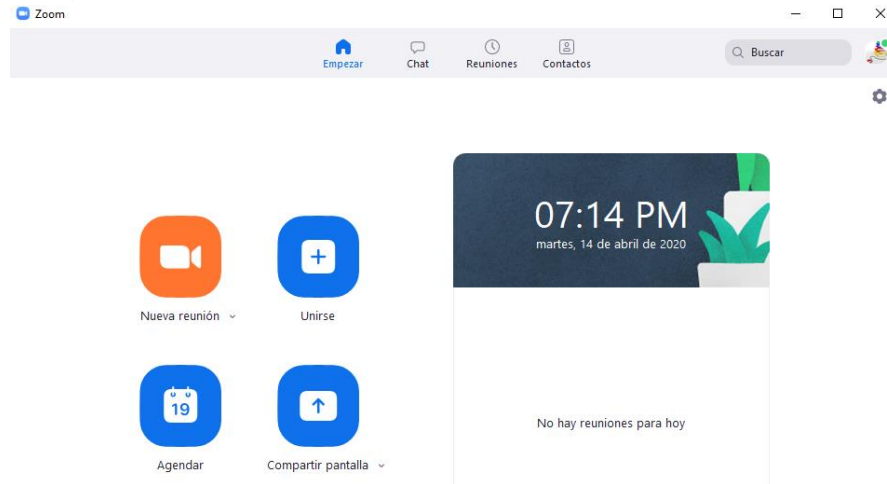 Zoom
Empezar
Chat
Reuniones
Contactos
Buscar
07:14 PM
martes, 14 de abril de 2020
Nueva reunión
Unirse
19
Agendar
Compartir pantalla
No hay reuniones para hoy